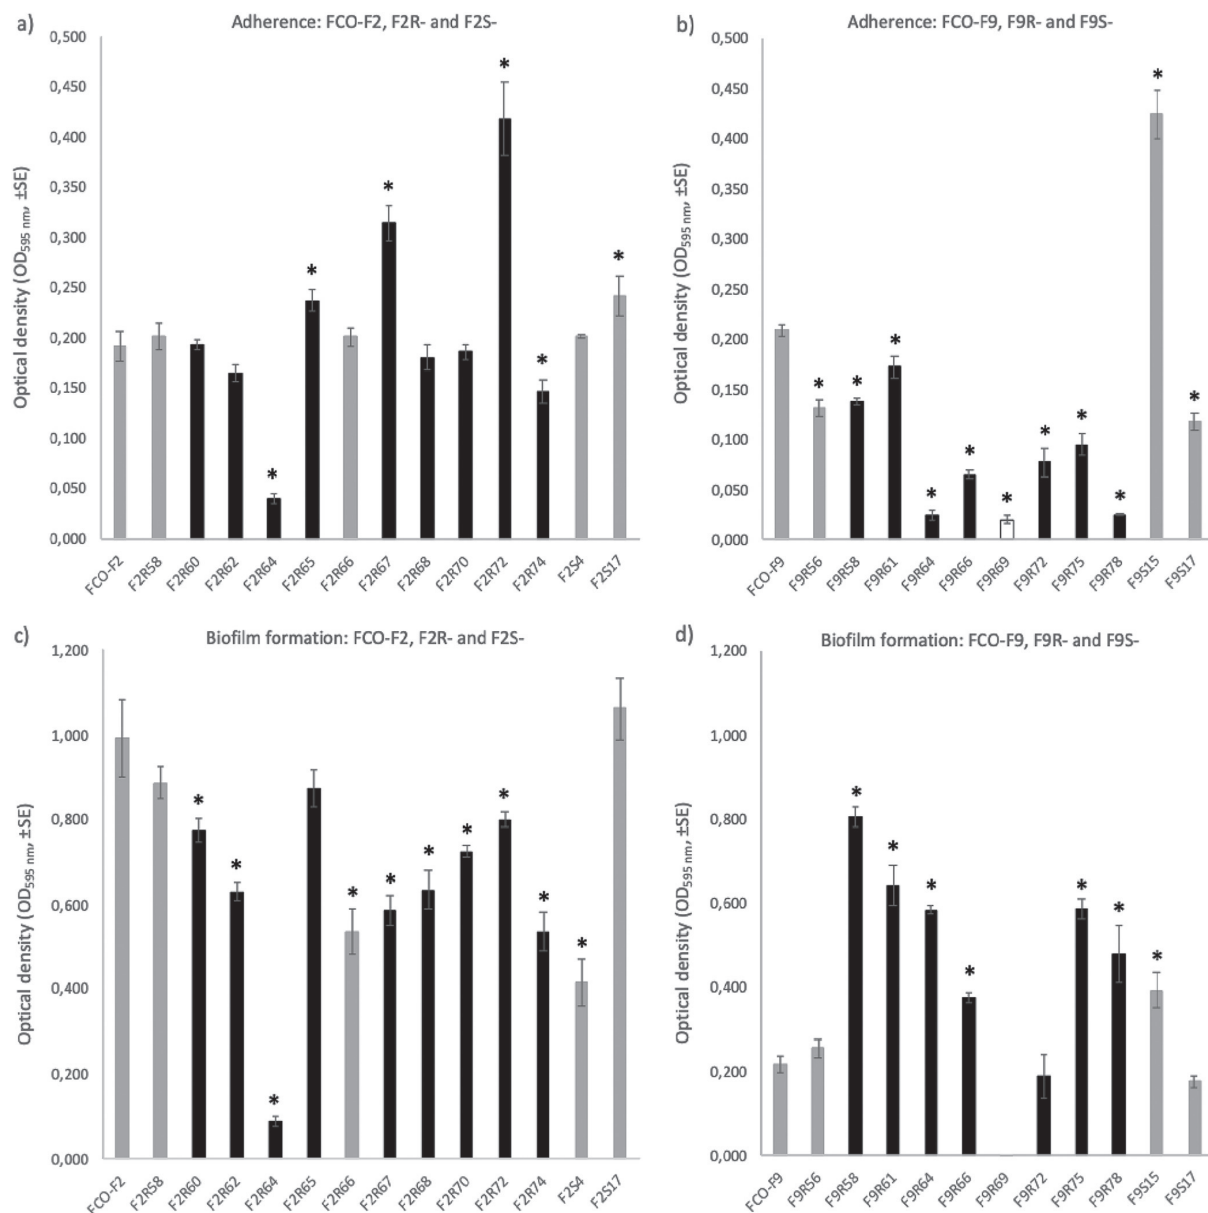 a)
Adherence: FCO-F2, F2R- and F2S-
0,500
0,450
0,400
0,350
0,300
0,250
0,200
0,150
0,100
0,050
0,000
Optical density (OD595 nm, ±SE)
* * * * * *
FCO-F2 F2R58 F2R60 F2R62 F2R64 F2R65 F2R66 F2R67 F2R68 F2R70 F2R72 F2R74 F2S4 F2S17
b)
Adherence: FCO-F9, F9R- and F9S-
0,500
0,450
0,400
0,350
0,300
0,250
0,200
0,150
0,100
0,050
0,000
Optical density (OD595 nm, ±SE)
* * * * * * * * * * *
FCO-F9 F9R56 F9R58 F9R61 F9R64 F9R66 F9R69 F9R72 F9R75 F9R78 F9S15 F9S17
c)
Biofilm formation: FCO-F2, F2R- and F2S-
1,200
1,000
0,800
0,600
0,400
0,200
0,000
Optical density (OD595 nm, ±SE)
* * * * * * * * * *
FCO-F2 F2R58 F2R60 F2R62 F2R64 F2R65 F2R66 F2R67 F2R68 F2R70 F2R72 F2R74 F2S4 F2S17
d)
Biofilm formation: FCO-F9, F9R- and F9S-
1,200
1,000
0,800
0,600
0,400
0,200
0,000
Optical density (OD595 nm, ±SE)
* * * * * * *
FCO-F9 F9R56 F9R58 F9R61 F9R64 F9R66 F9R69 F9R72 F9R75 F9R78 F9S15 F9S17